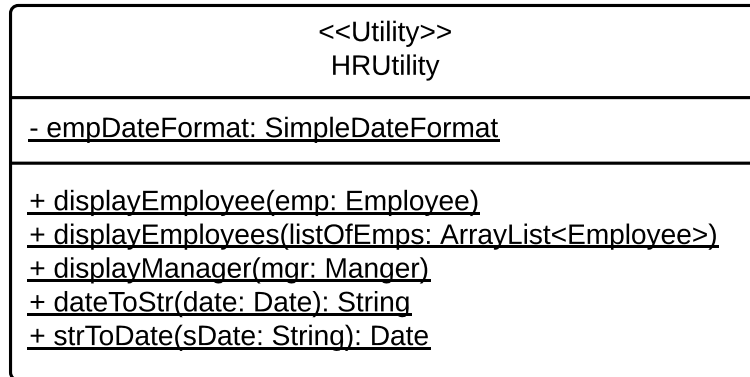 <<Utility>>
HRUtility
- empDateFormat: SimpleDateFormat
+ displayEmployee(emp: Employee)
+ displayEmployees(listOfEmps: ArrayList<Employee>)
+ displayManager(mgr: Manger)
+ dateToStr(date: Date): String
+ strToDate(sDate: String): Date